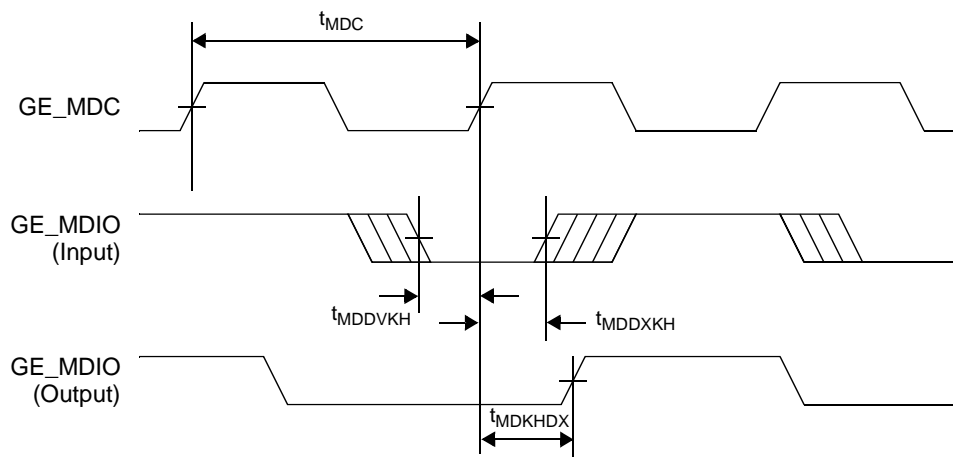 tMDC
GE_MDC
GE_MDIO
(Input)
tMDDVKH
tMDDXKH
GE_MDIO
(Output)
tMDKHDX